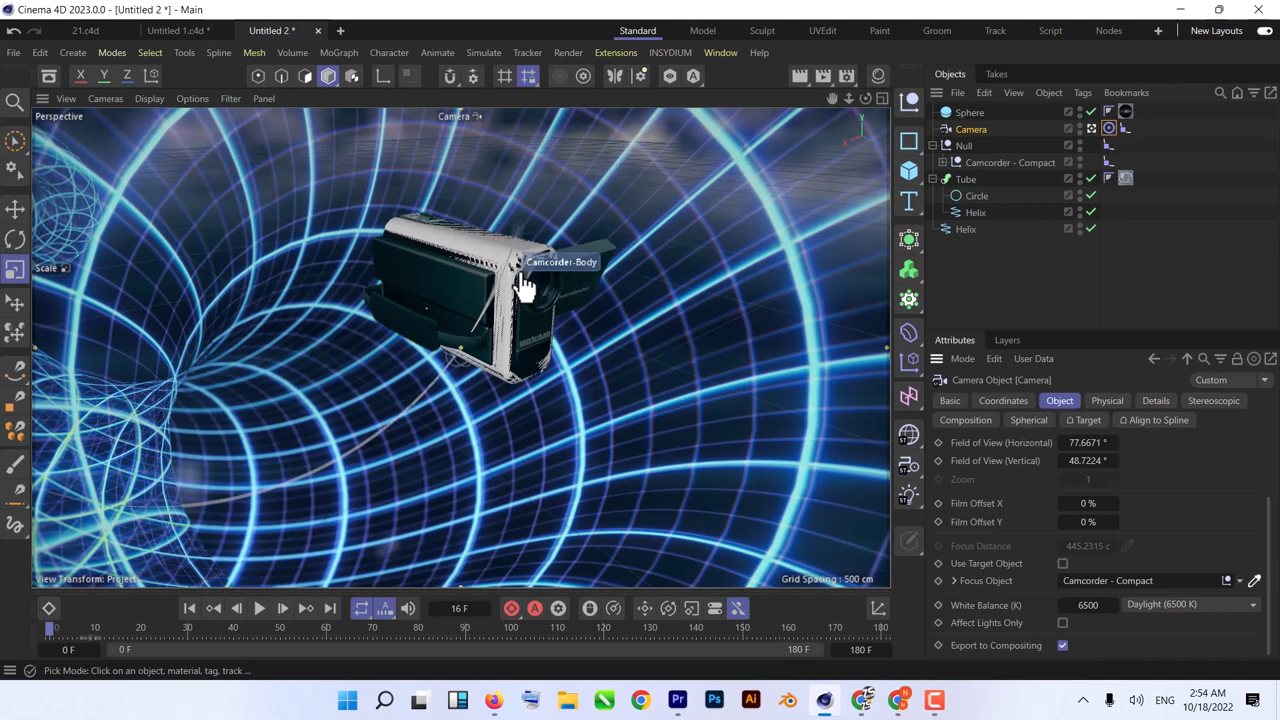 Cinema 4D 2023.0.0 - [Untitled 2 *] - Main
21.c4d
Untitled 1.c4d *
Untitled 2 *
Standard
Model
Sculpt
UVEdit
Paint
Groom
Track
Script
Nodes
New Layouts
File Edit Create Modes Select Tools Spline Mesh Volume MoGraph Character Animate Simulate Tracker Render Extensions INSYDIUM Window Help
X Y Z
Objects Takes
View Cameras Display Options Filter Panel
File Edit View Object Tags Bookmarks
Perspective
Camera
Y
X
Sphere
Camera
Null
Camcorder - Compact
Tube
Circle
Helix
Helix
Scale
Camcorder-Body
T
ST
ST
ST
Attributes Layers
Mode Edit User Data
Camera Object [Camera]
Custom
Basic Coordinates Object Physical Details Stereoscopic
Composition Spherical Target Align to Spline
Field of View (Horizontal) 77.6671 °
Field of View (Vertical) 48.7224 °
Zoom 1
Film Offset X 0 %
Film Offset Y 0 %
Focus Distance 445.2315 c
Use Target Object
Focus Object Camcorder - Compact
White Balance (K) 6500 Daylight (6500 K)
Affect Lights Only
Export to Compositing
View Transform: Project
Grid Spacing : 500 cm
16 F
0 10 20 30 40 50 60 70 80 90 100 110 120 130 140 150 160 170 180
0 F
0 F
180 F
180 F
Pick Mode: Click on an object, material, tag, track ...
Pr
Ps
Ai
ENG
2:54 AM
10/18/2022